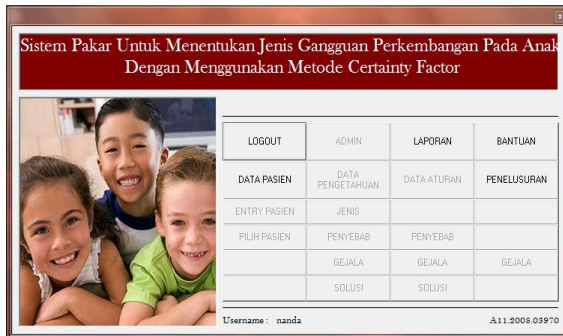 Sistem Pakar Untuk Menentukan Jenis Gangguan Perkembangan Pada Anak
Dengan Menggunakan Metode Certainty Factor
LOGOUT ADMIN LAPORAN BANTUAN
DATA PASIEN DATA PENGETAHUAN DATA ATURAN PENELUSURAN
ENTRY PASIEN JENIS
PILIH PASIEN PENYEBAB PENYEBAB
GEJALA GEJALA GEJALA
SOLUSI SOLUSI
Username : nanda A11.2008.03970